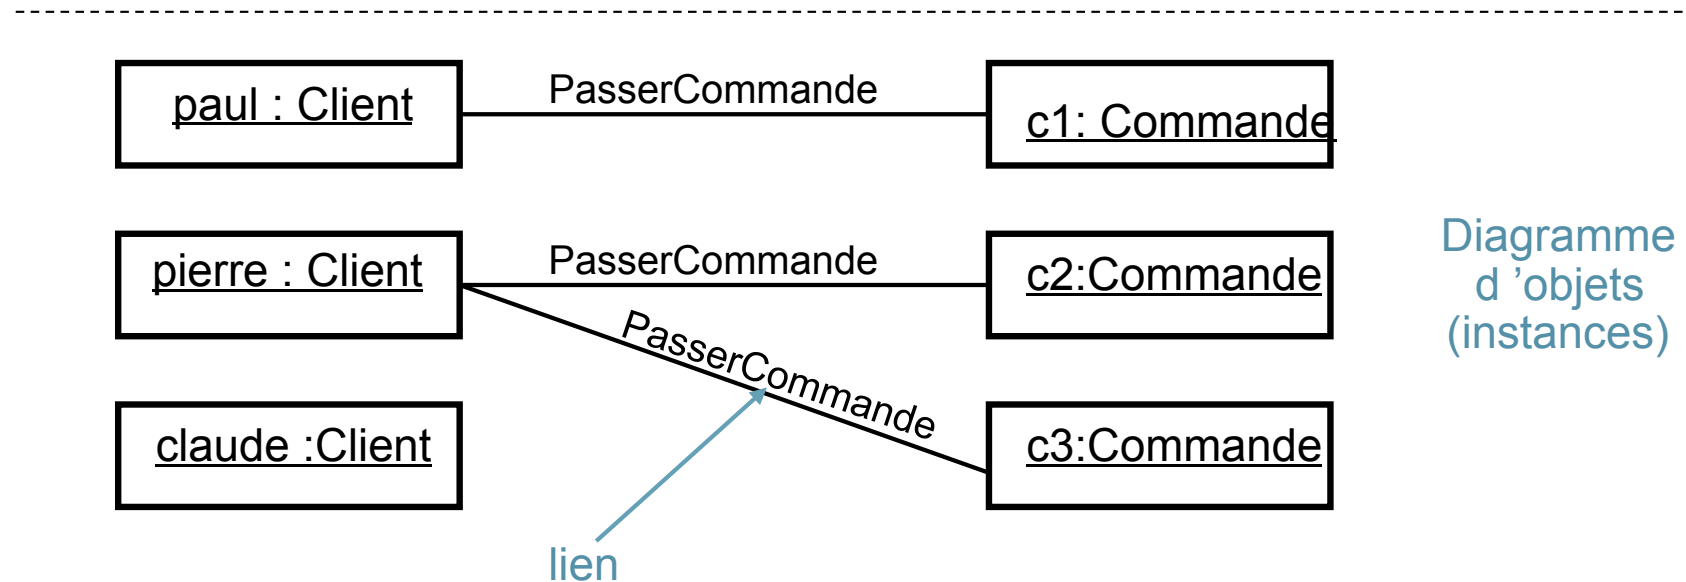 paul : Client
PasserCommande
c1: Commande
pierre : Client
PasserCommande
c2:Commande
Diagramme
d ’objets
(instances)
PasserCommande
claude :Client
c3:Commande
lien